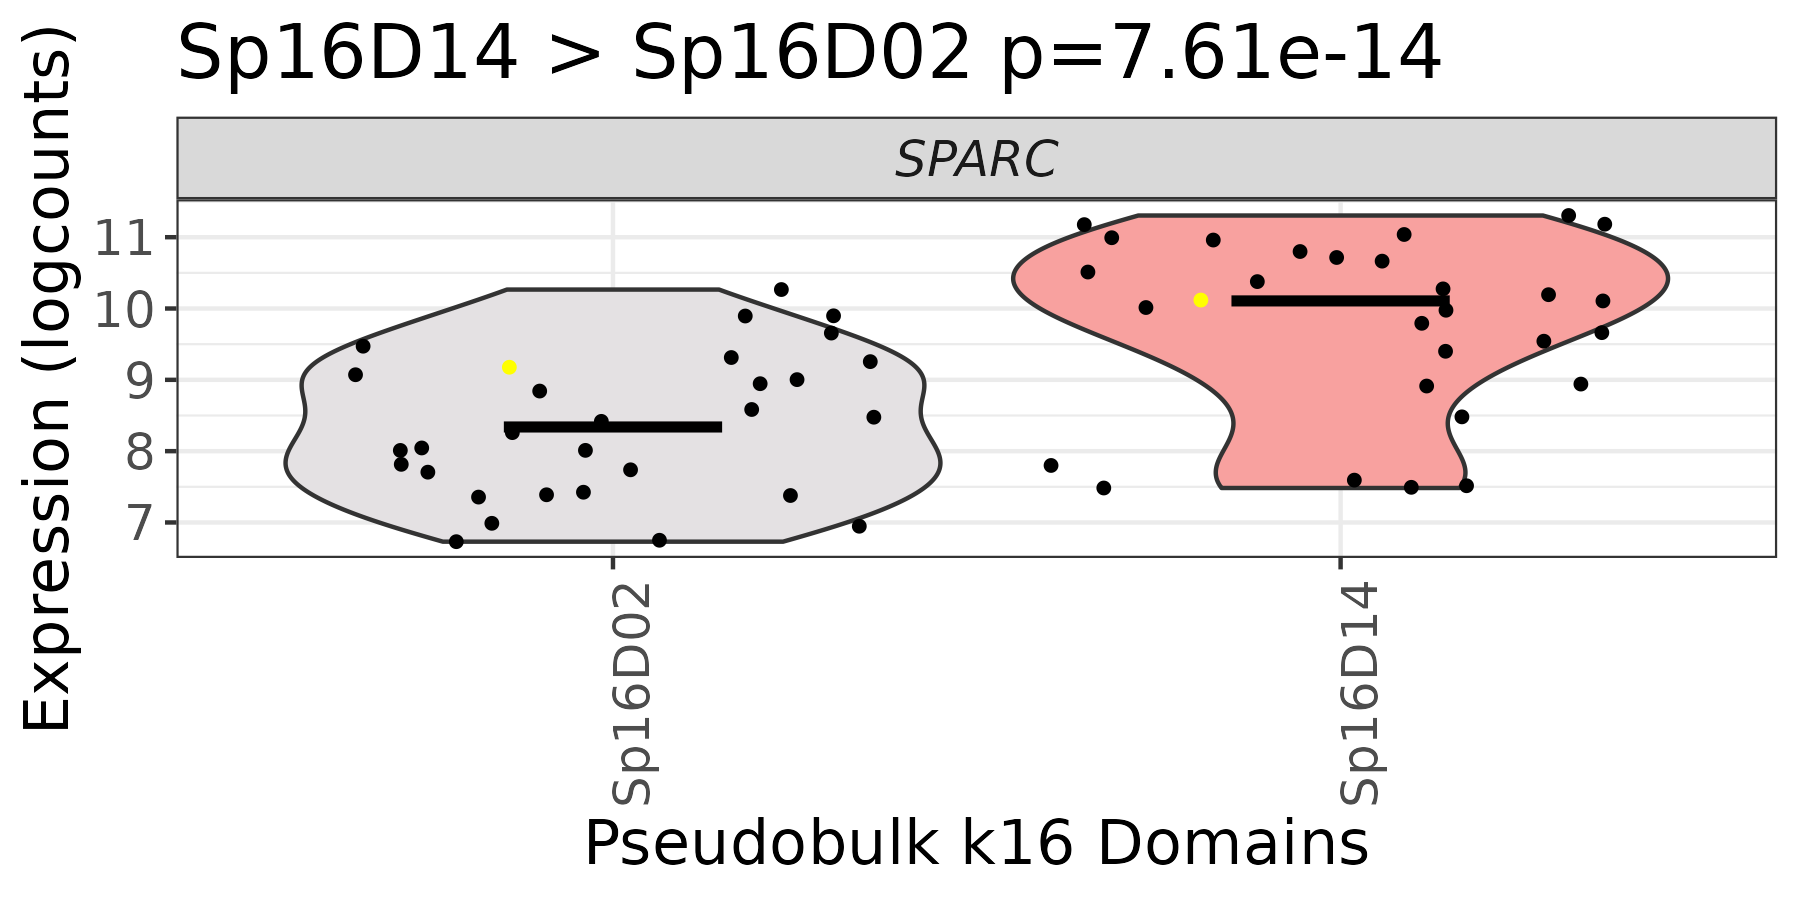 Sp16D14 > Sp16D02 p=7.61e-14
SPARC
Expression (logcounts)
11
10
9
8
7
Sp16D02
Sp16D14
Pseudobulk k16 Domains